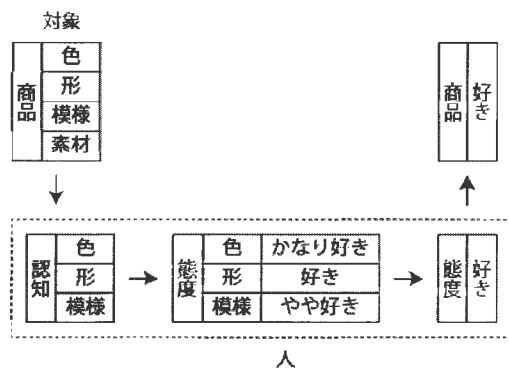 対象
商品
色
形
模様
素材
商品
好き
認知
色
形
模様
態度
色 かなり好き
形 好き
模様 やや好き
態度
好き
人